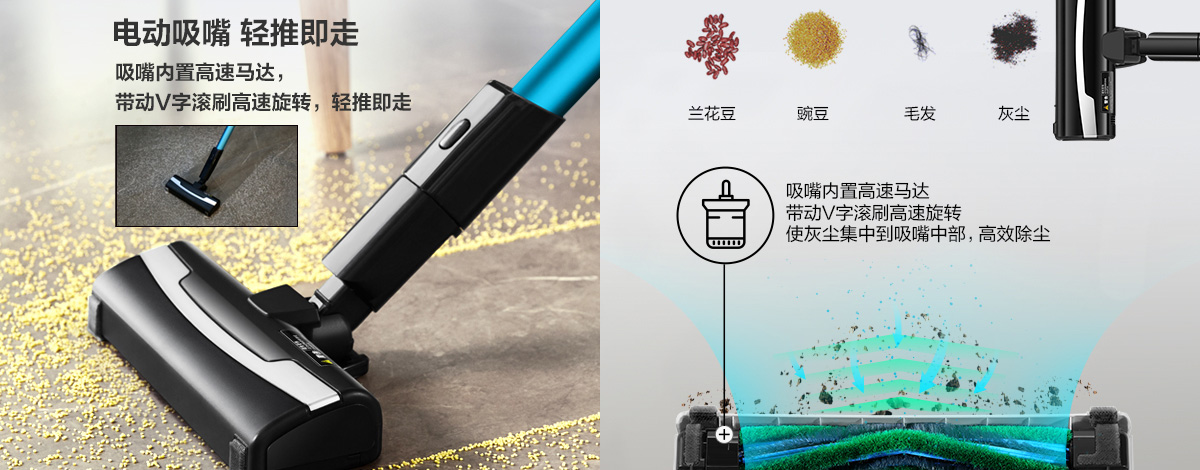 电动吸嘴 轻推即走
吸嘴内置高速马达，
带动V字滚刷高速旋转，轻推即走
兰花豆
豌豆
毛发
灰尘
吸嘴内置高速马达
带动V字滚刷高速旋转
使灰尘集中到吸嘴中部，高效除尘